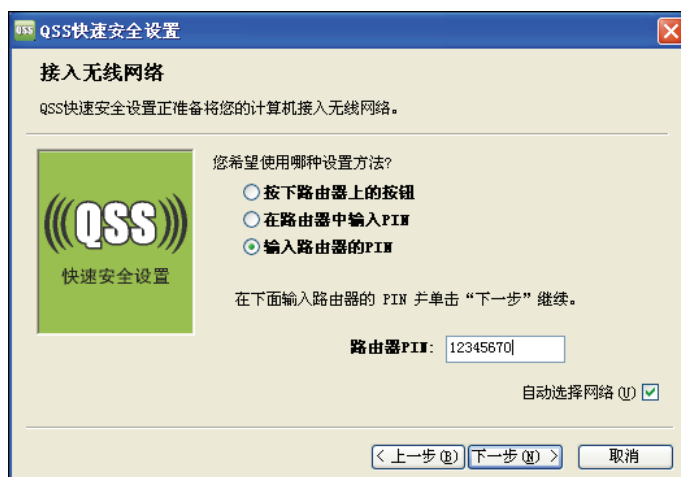 QSS QSS快速安全设置
接入无线网络
QSS快速安全设置正准备将您的计算机接入无线网络。
您希望使用哪种设置方法?
按下路由器上的按钮
在路由器中输入PIN
输入路由器的PIN
QSS
快速安全设置
在下面输入路由器的 PIN 并单击“下一步”继续。
路由器PIN: 12345670
自动选择网络(U)
< 上一步(B) 下一步(N) > 取消